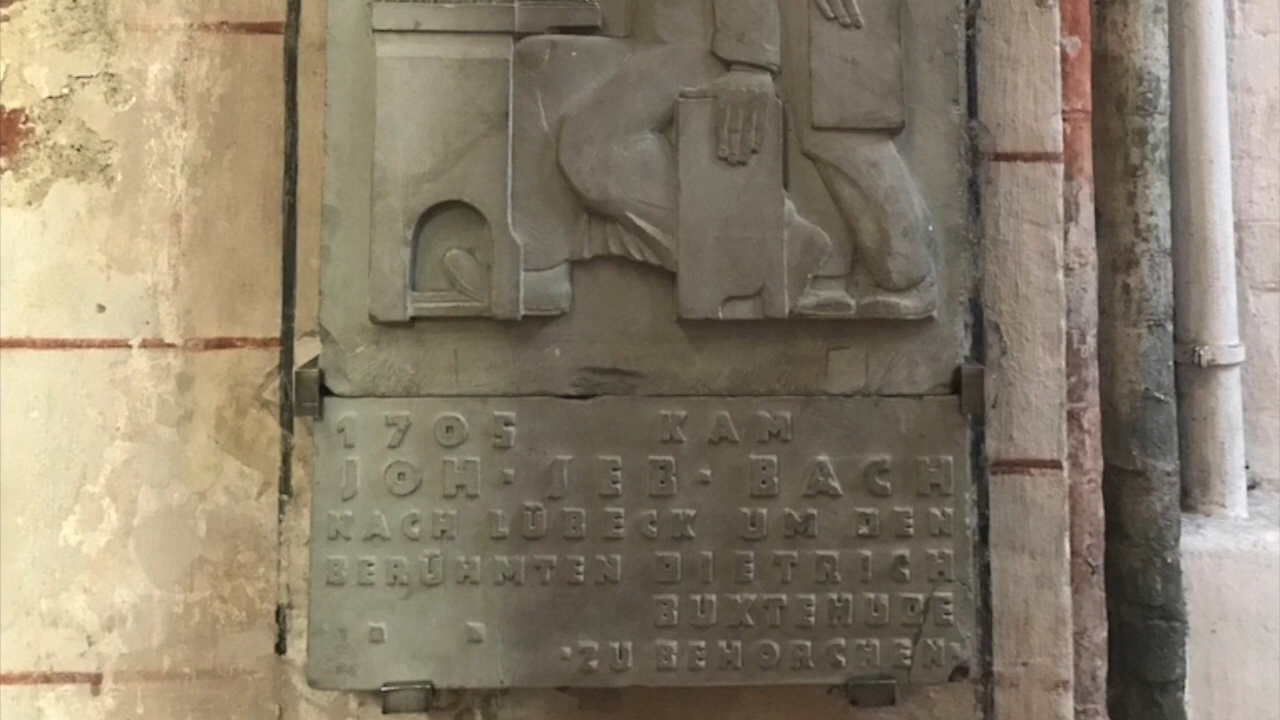 1705 KAM
JOH· SEB· BACH
NACH LÜBECK UM DEN
BERÜHMTEN DIETRICH
BUXTEHUDE
·ZU BEHORCHEN·